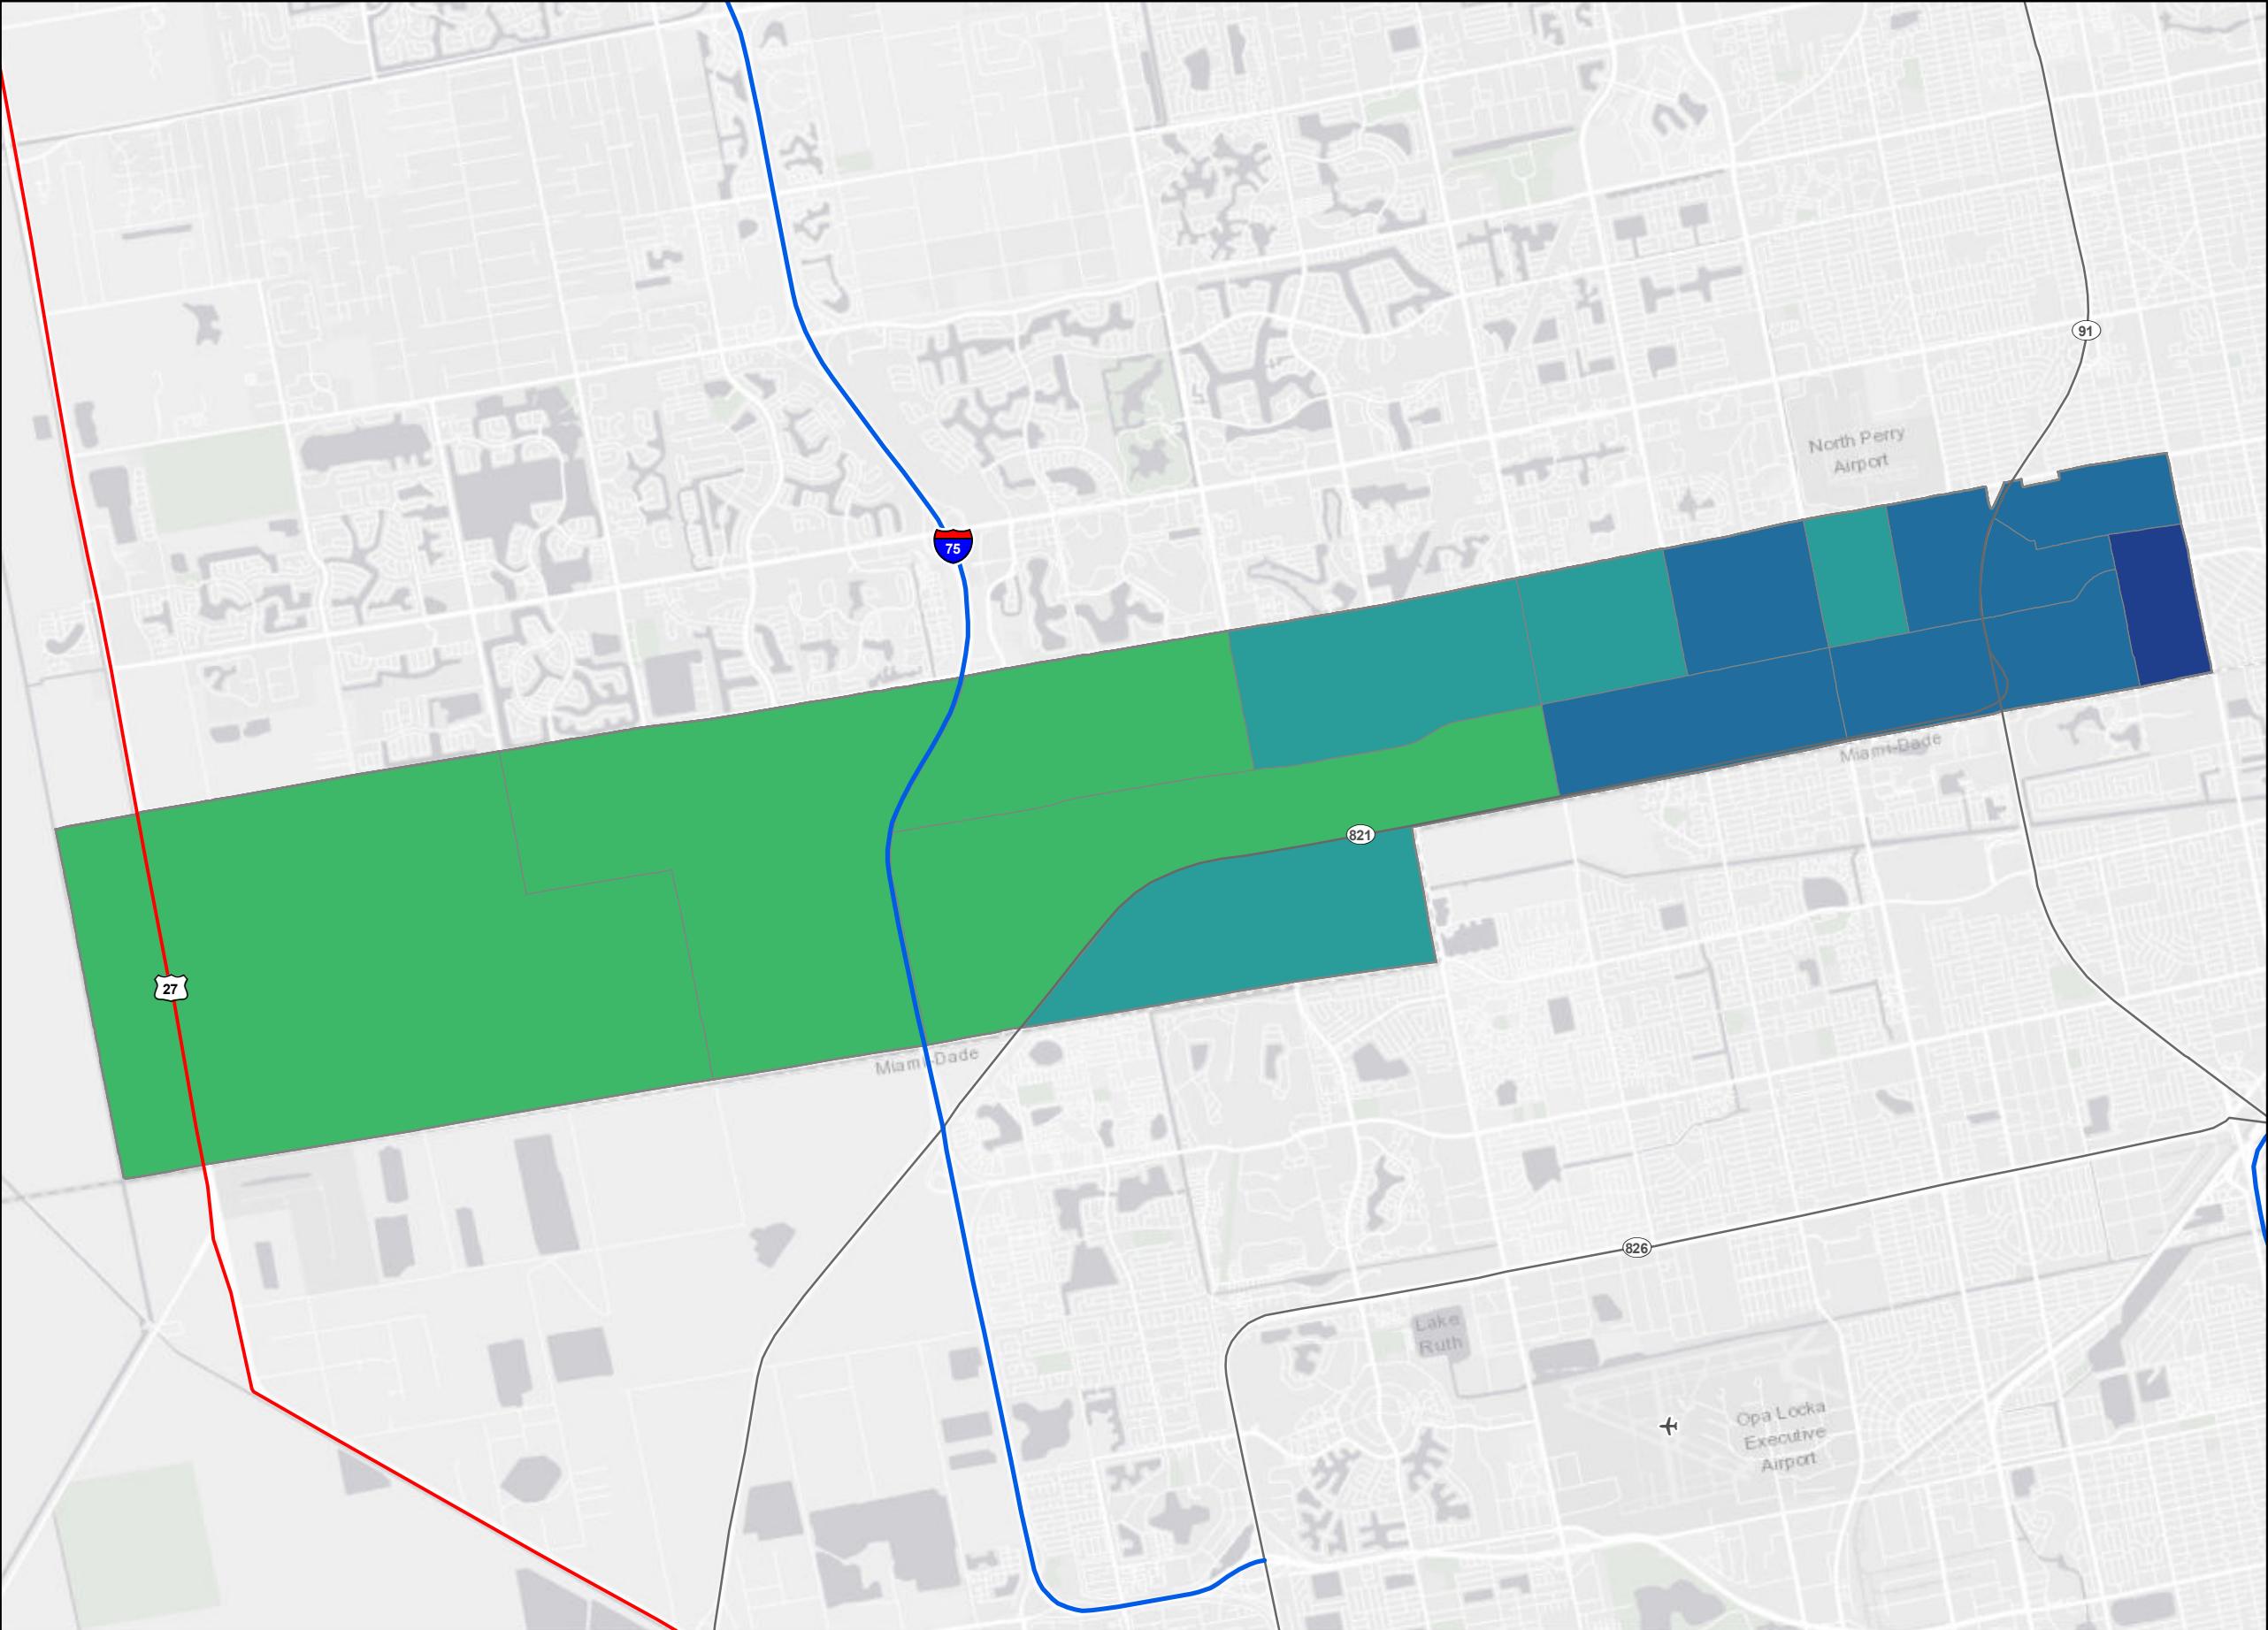 91
North Perry
Airport
75
Miami-Dade
821
27
Miami-Dade
826
Lake
Ruth
Opa Locka
Executive
Airport